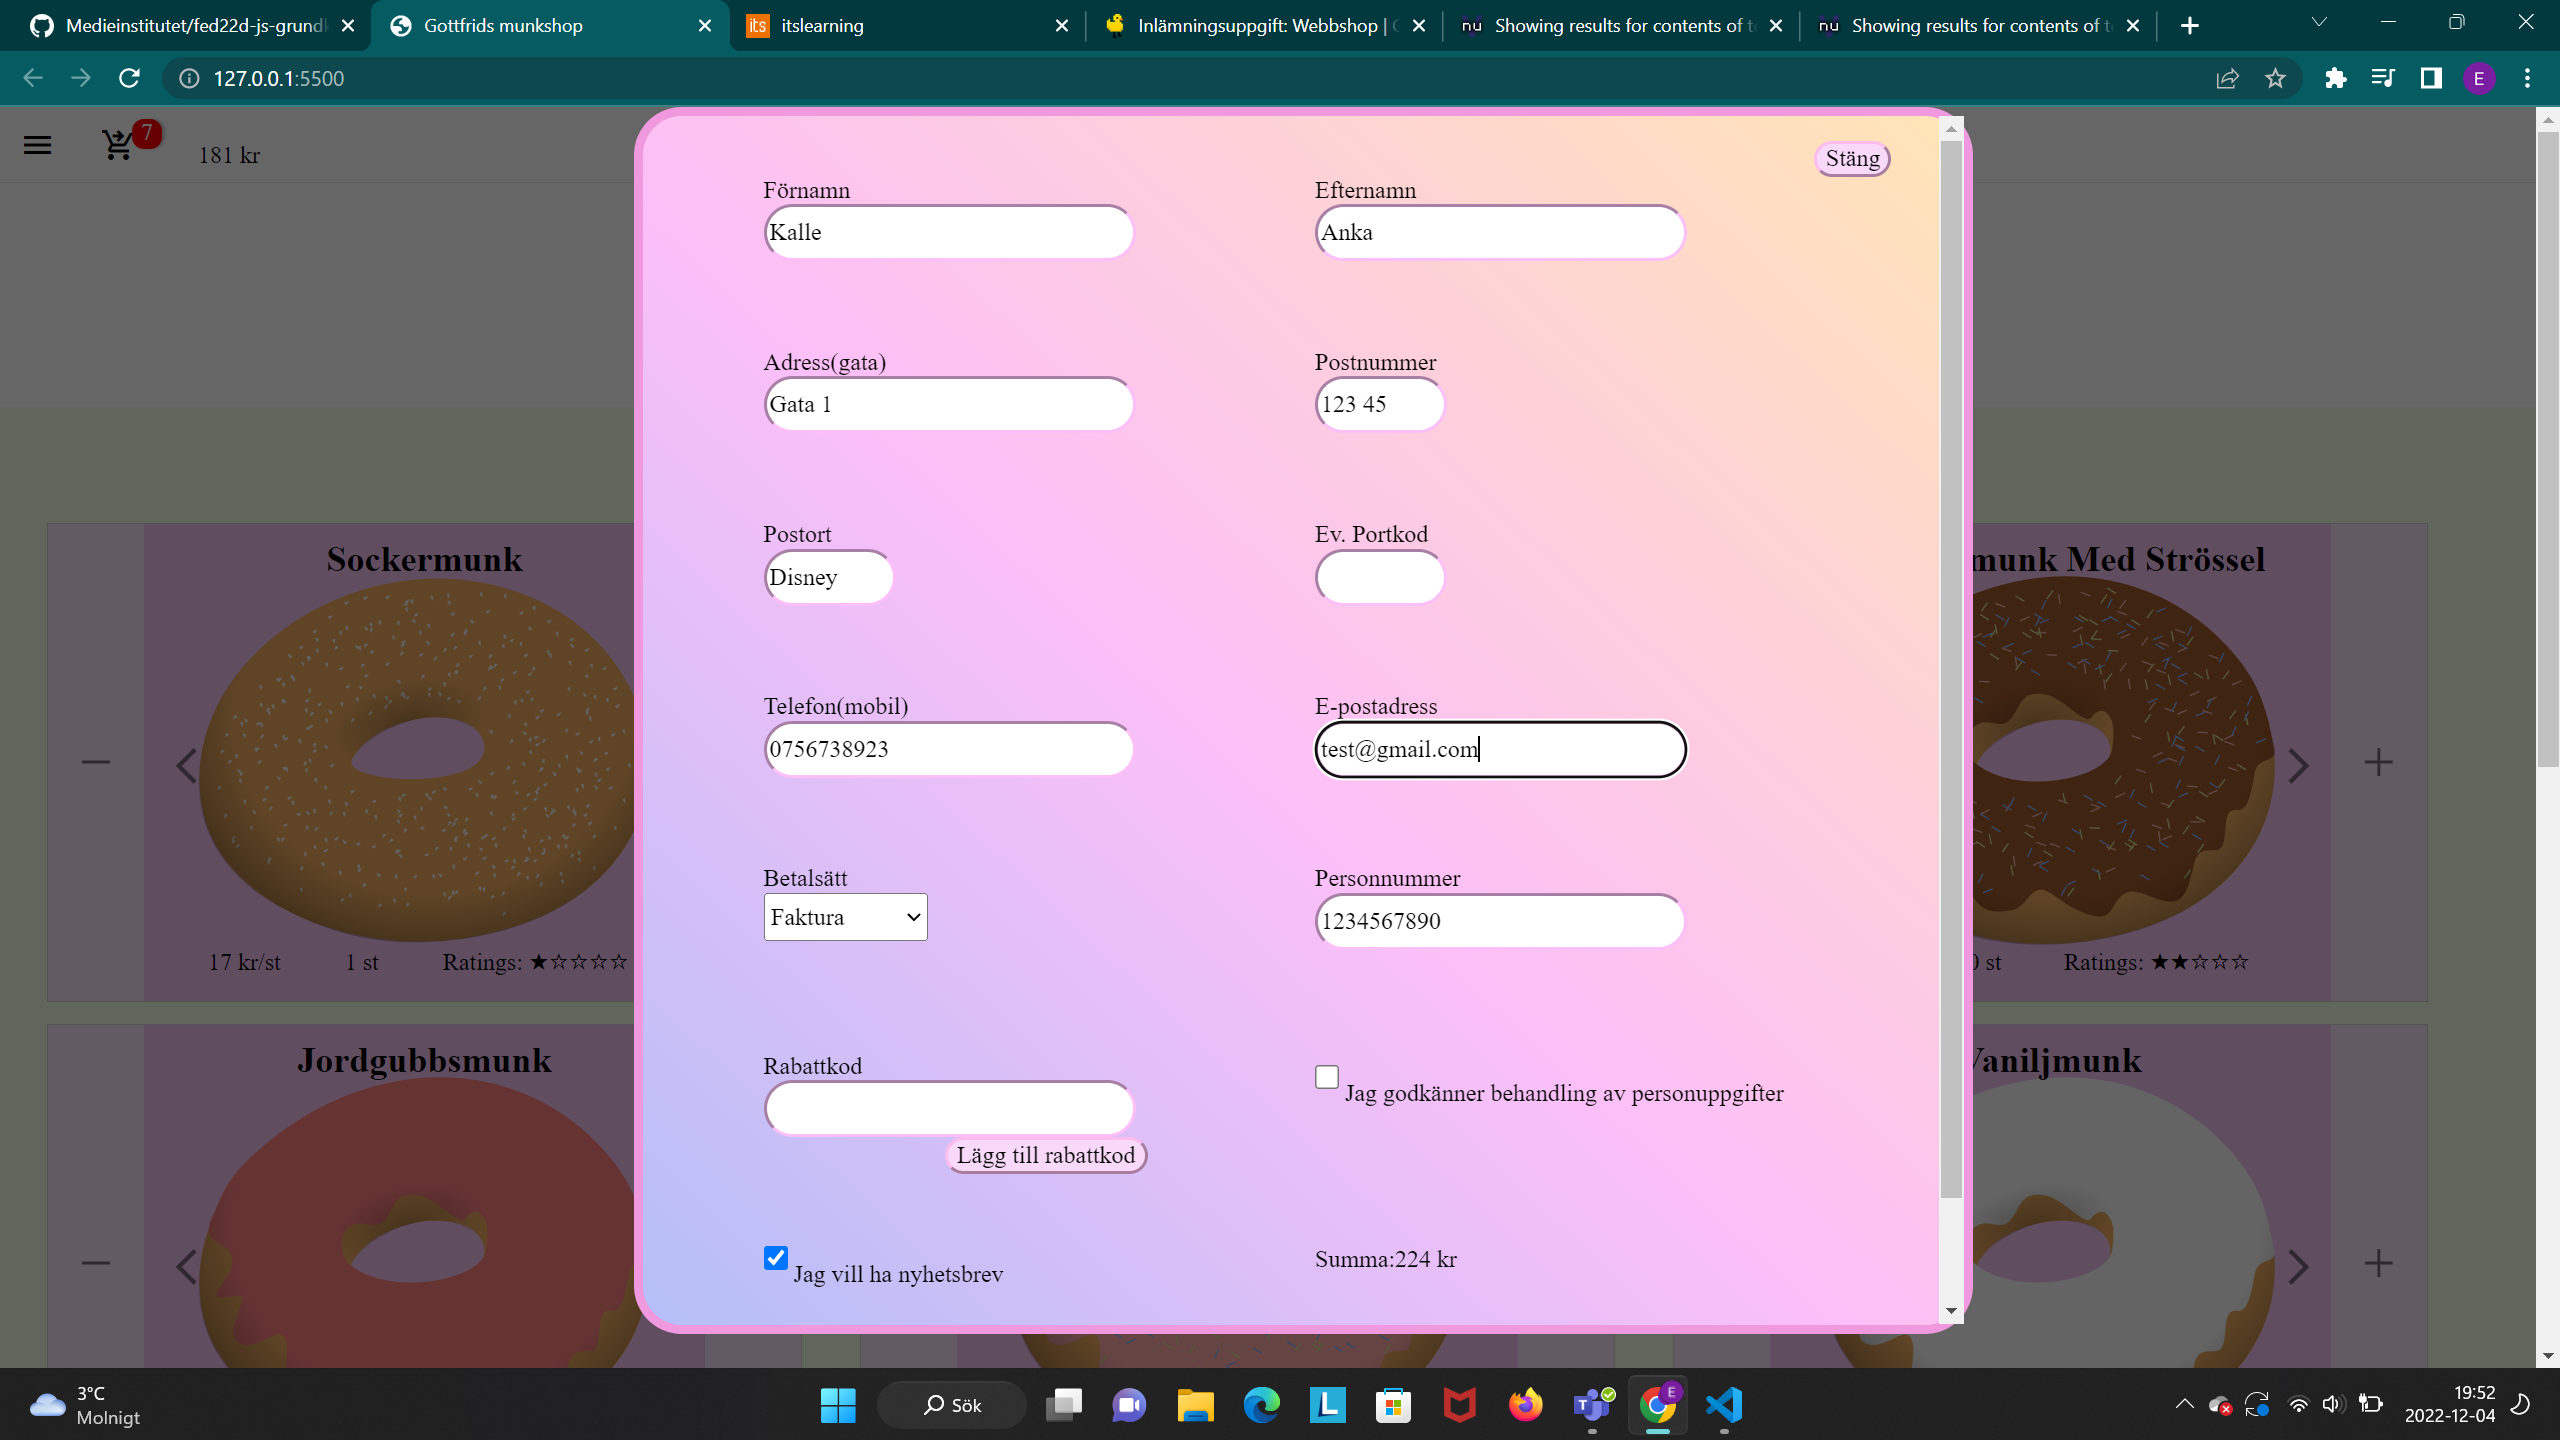 Medieinstitutet/fed22d-js-grund
Gottfrids munkshop
its itslearning
Inlämningsuppgift: Webbshop |
nu Showing results for contents of
nu Showing results for contents of
127.0.0.1:5500
E
7
181 kr
Stäng
Förnamn
Efternamn
Kalle
Anka
Adress(gata)
Postnummer
Gata 1
123 45
Postort
Ev. Portkod
Disney
Sockermunk
munk Med Strössel
Telefon(mobil)
E-postadress
0756738923
test@gmail.com
Betalsätt
Personnummer
Faktura
1234567890
17 kr/st
1 st
Ratings: ★☆☆☆☆
st
Ratings: ★★☆☆☆
Rabattkod
Jag godkänner behandling av personuppgifter
Jordgubbsmunk
Vaniljmunk
Lägg till rabattkod
Jag vill ha nyhetsbrev
Summa:224 kr
3°C
Molnigt
Sök
L
T
E
19:52
2022-12-04